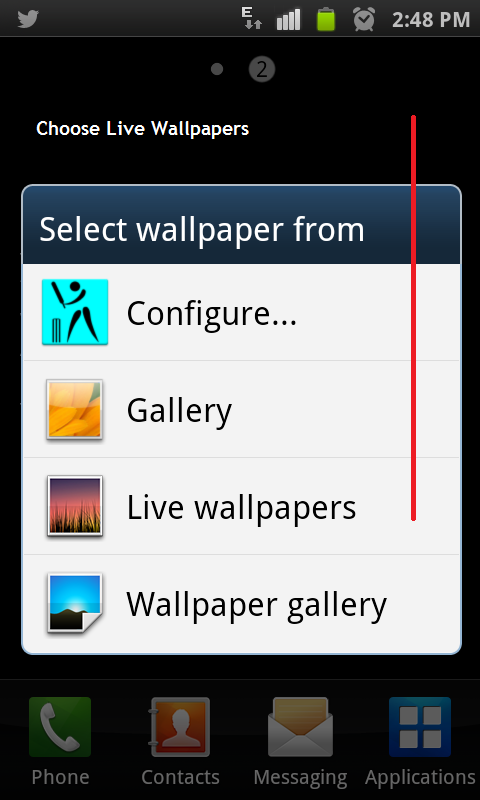 E 2:48 PM
2
Choose Live Wallpapers
Select wallpaper from
Configure...
Gallery
Live wallpapers
Wallpaper gallery
Phone Contacts Messaging Applications